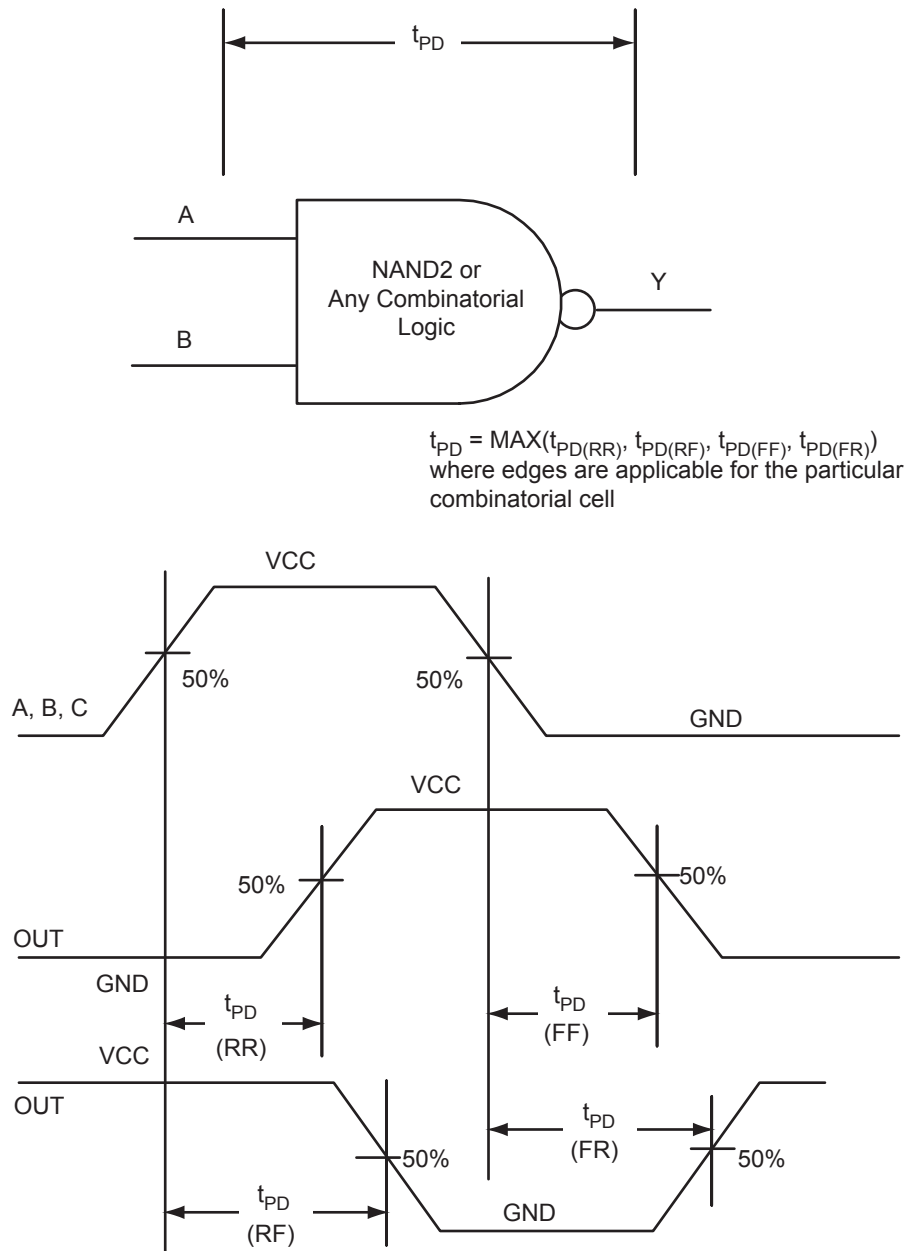 tPD
A
NAND2 or
Any Combinatorial
Logic
B
Y
tPD = MAX(tPD(RR), tPD(RF), tPD(FF), tPD(FR))
where edges are applicable for the particular
combinatorial cell
VCC
50%
50%
A, B, C
GND
VCC
50%
50%
OUT
GND
tPD
(RR)
tPD
(FF)
VCC
OUT
tPD
(FR)
50%
50%
tPD
(RF)
GND